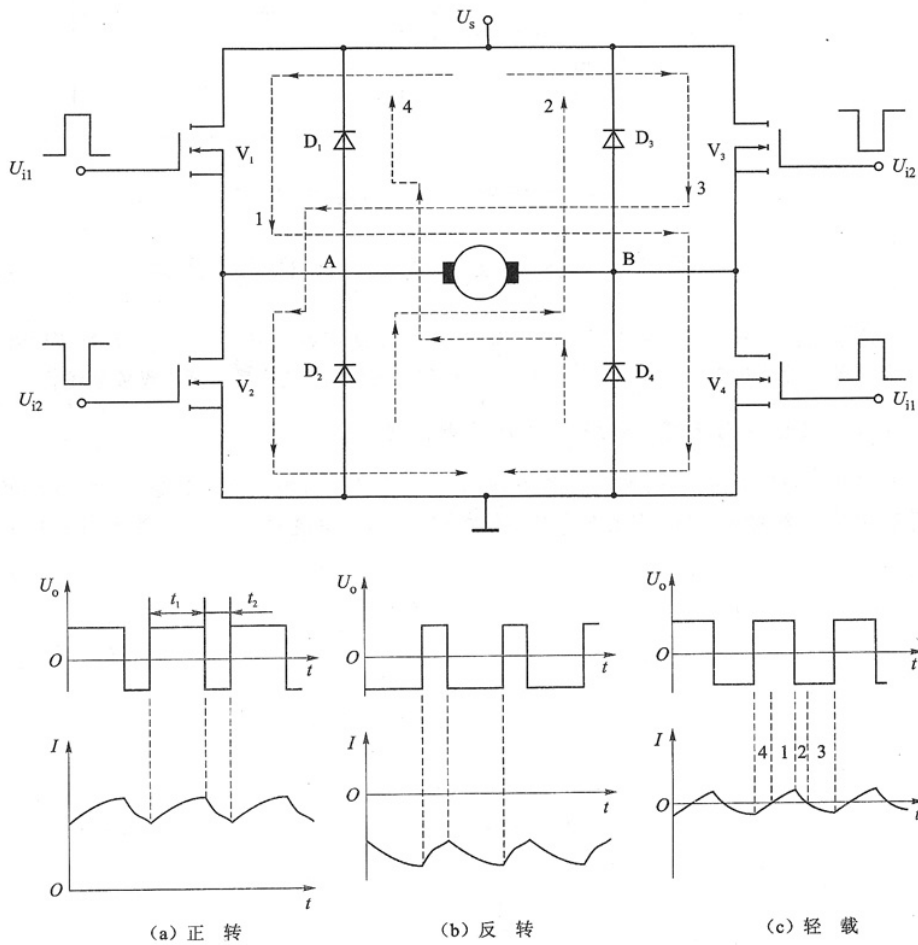 U_s
4
2
U_i1
V_1
D_1
D_3
V_3
U_i2
1
3
A
B
U_i2
V_2
D_2
D_4
V_4
U_i1
U_o
t_1
t_2
O
t
I
O
t
(a) 正 转
U_o
O
t
I
O
t
(b) 反 转
U_o
O
t
I
4 1 2 3
O
t
(c) 轻 载